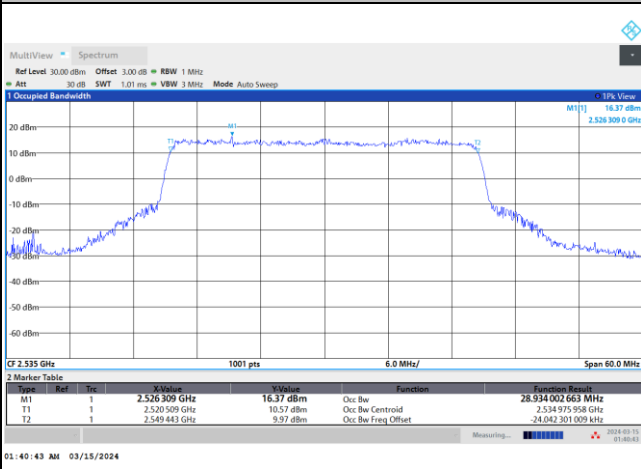 MultiView Spectrum
Ref Level 30.00 dBm Offset 3.00 dB RBW 1 MHz
Att 30 dB SWT 1.01 ms VBW 3 MHz Mode Auto Sweep
1 Occupied Bandwidth 1Pk View
M1[1] 16.37 dBm
2.526 309 0 GHz
M1
20 dBm
T1 T2
10 dBm
0 dBm
-10 dBm
-20 dBm
-30 dBm
-40 dBm
-50 dBm
-60 dBm
CF 2.535 GHz 1001 pts 6.0 MHz/ Span 60.0 MHz
2 Marker Table
Type Ref Trc X-Value Y-Value Function Function Result
M1 1 2.526 309 GHz 16.37 dBm Occ Bw 28.934 002 663 MHz
T1 1 2.520 509 GHz 10.57 dBm Occ Bw Centroid 2.534 975 958 GHz
T2 1 2.549 443 GHz 9.97 dBm Occ Bw Freq Offset -24.042 301 009 kHz
Measuring... 2024-03-15
01:40:43
01:40:43 AM 03/15/2024